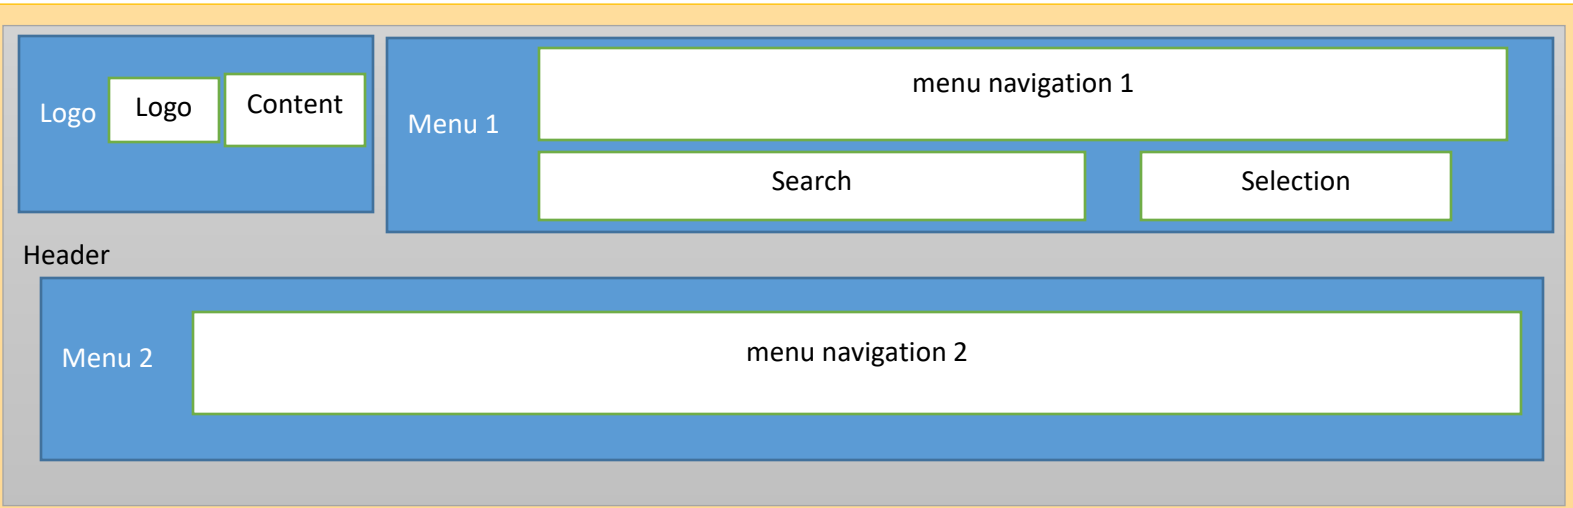 Logo
Logo
Content
Menu 1
menu navigation 1
Search
Selection
Header
Menu 2
menu navigation 2